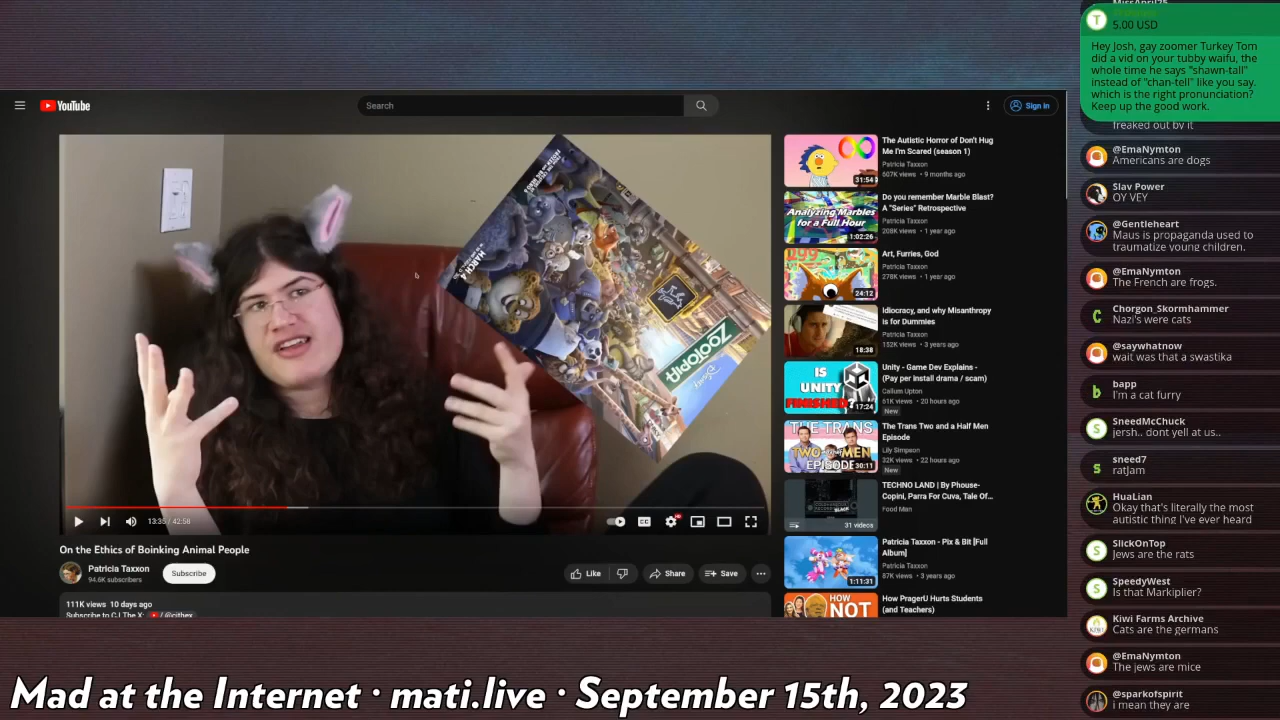 YouTube
Search
Sign in
MARCH 4
ZOOTOPIA
Disney
13:35 / 42:58
CC
On the Ethics of Boinking Animal People
Patricia Taxxon
94.6K subscribers
Subscribe
Like
Share
Save
111K views 10 days ago
Subscribe to CJ The X: / @cjthex
31:54
The Autistic Horror of Don't Hug
Me I'm Scared (season 1)
Patricia Taxxon
607K views • 9 months ago
Analyzing Marbles
for a Full Hour
1:02:26
Do you remember Marble Blast?
A "Series" Retrospective
Patricia Taxxon
208K views • 1 year ago
24:12
Art, Furries, God
Patricia Taxxon
278K views • 1 year ago
18:38
Idiocracy, and why Misanthropy
is for Dummies
Patricia Taxxon
152K views • 3 years ago
IS
UNITY
FINISHED?
17:24
Unity - Game Dev Explains -
(Pay per install drama / scam)
Callum Upton
61K views • 20 hours ago
New
THE TRANS
TWO and a Half MEN
EPISODE
30:11
The Trans Two and a Half Men
Episode
Lily Simpson
32K views • 22 hours ago
New
31 videos
TECHNO LAND | By Phouse-
Copini, Parra For Cuva, Tale Of...
Food Man
1:11:31
Patricia Taxxon - Pix & Bit [Full
Album]
Patricia Taxxon
87K views • 3 years ago
HOW
NOT
How PragerU Hurts Students
(and Teachers)
MissApril25
T
5.00 USD
Hey Josh, gay zoomer Turkey Tom
did a vid on your tubby waifu, the
whole time he says "shawn-tall"
instead of "chan-tell" like you say.
which is the right pronunciation?
Keep up the good work.
freaked out by it
@EmaNymton
Americans are dogs
Slav Power
OY VEY
@Gentleheart
Maus is propaganda used to
traumatize young children.
@EmaNymton
The French are frogs.
Chorgon_Skormhammer
Nazi's were cats
@saywhatnow
wait was that a swastika
bapp
I'm a cat furry
SneedMcChuck
jersh.. dont yell at us..
sneed7
ratJam
HuaLian
Okay that's literally the most
autistic thing I've ever heard
SlickOnTop
Jews are the rats
SpeedyWest
Is that Markiplier?
Kiwi Farms Archive
Cats are the germans
@EmaNymton
The jews are mice
@sparkofspirit
i mean they are
Mad at the Internet · mati.live · September 15th, 2023